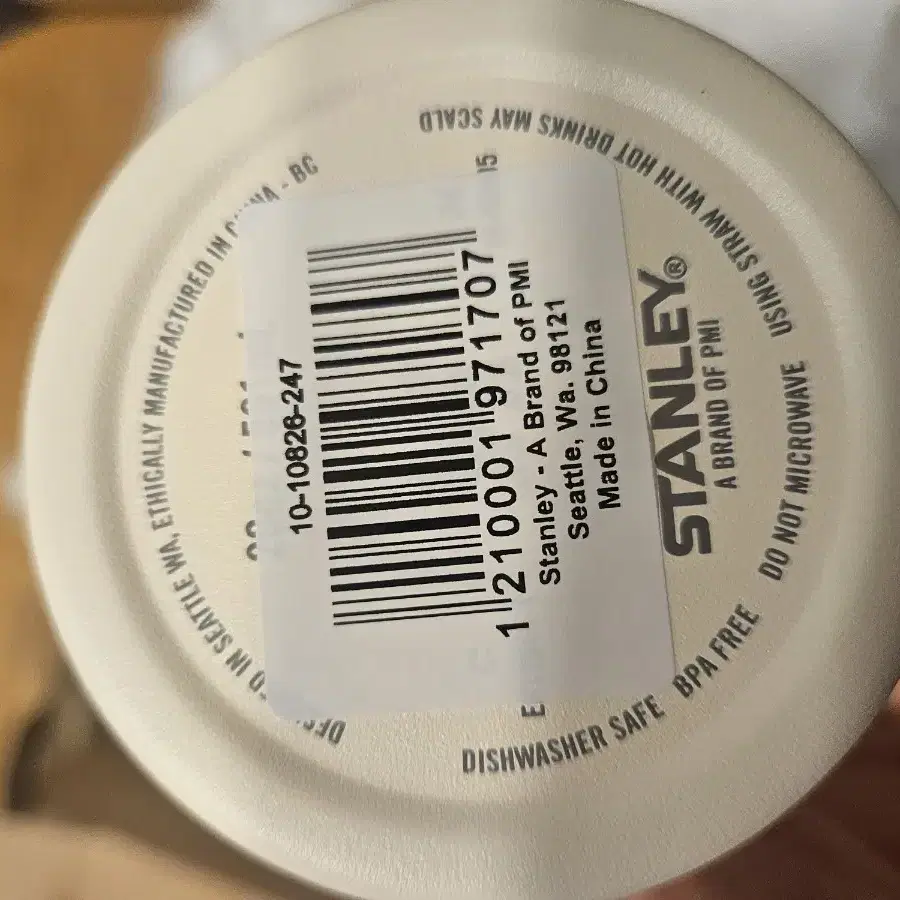 10-10826-247
1 210001 971707
Stanley - A Brand of PMI
Seattle, Wa. 98121
Made in China
STANLEY®
A BRAND OF PMI
IN SEATTLE WA, ETHICALLY MANUFACTURED IN - BC
USING STRAW WITH HOT DRINKS MAY SCALD
DO NOT MICROWAVE
BPA FREE
DISHWASHER SAFE